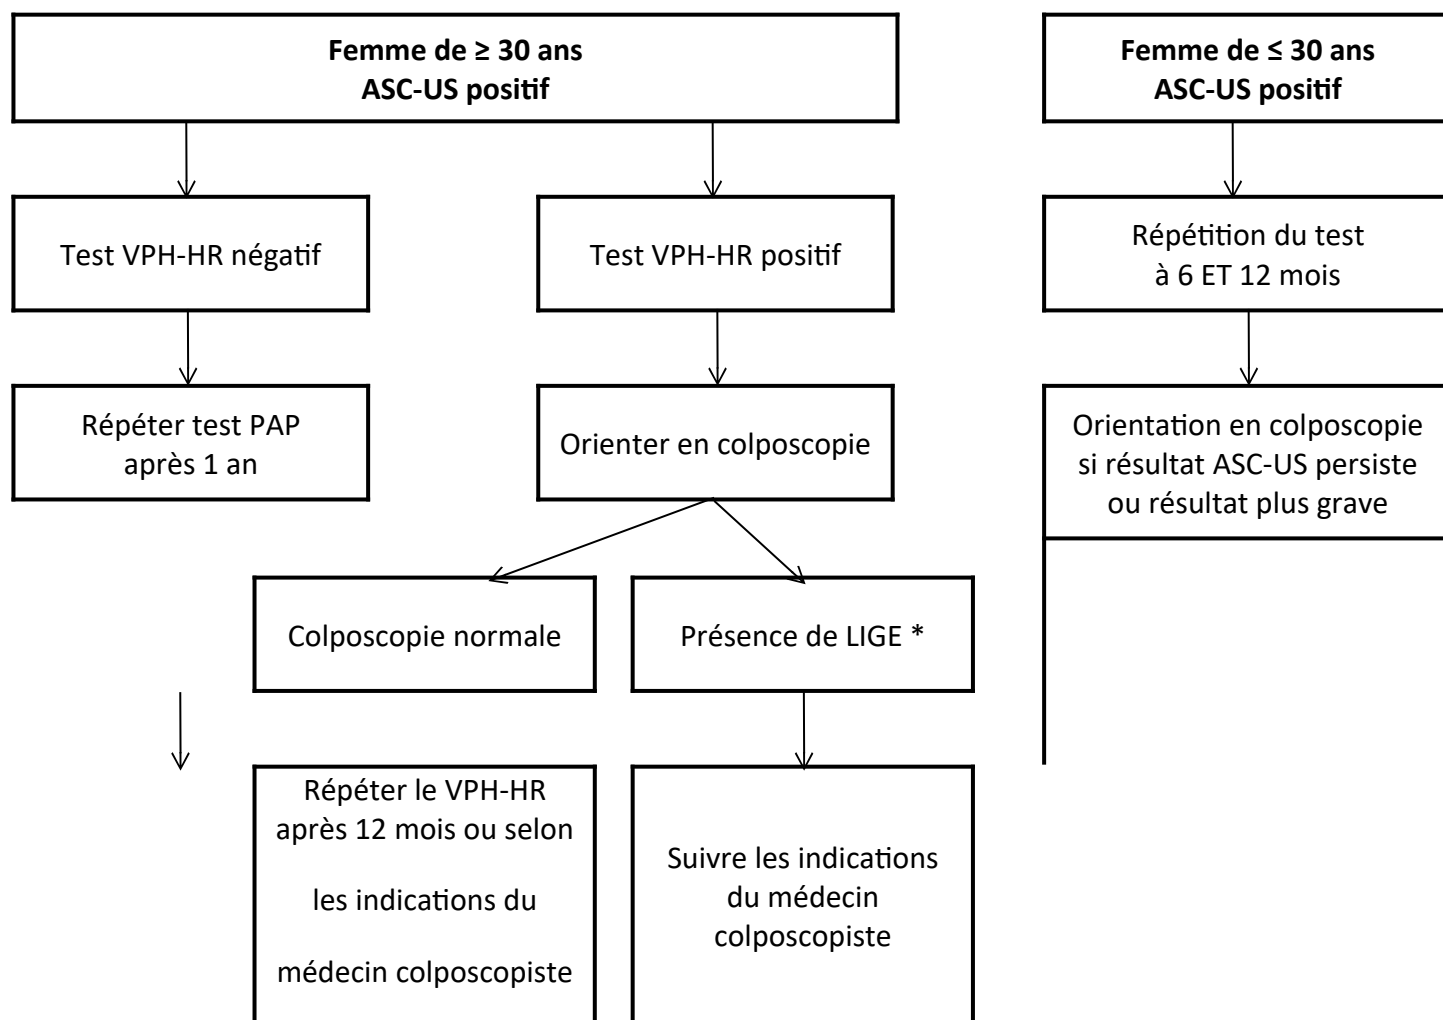 Femme de ≥ 30 ans
ASC-US positif
Femme de ≤ 30 ans
ASC-US positif
Test VPH-HR négatif
Test VPH-HR positif
Répétition du test
à 6 ET 12 mois
Répéter test PAP
après 1 an
Orienter en colposcopie
Orientation en colposcopie
si résultat ASC-US persiste
ou résultat plus grave
Colposcopie normale
Présence de LIGE *
Répéter le VPH-HR
après 12 mois ou selon
les indications du
médecin colposcopiste
Suivre les indications
du médecin
colposcopiste